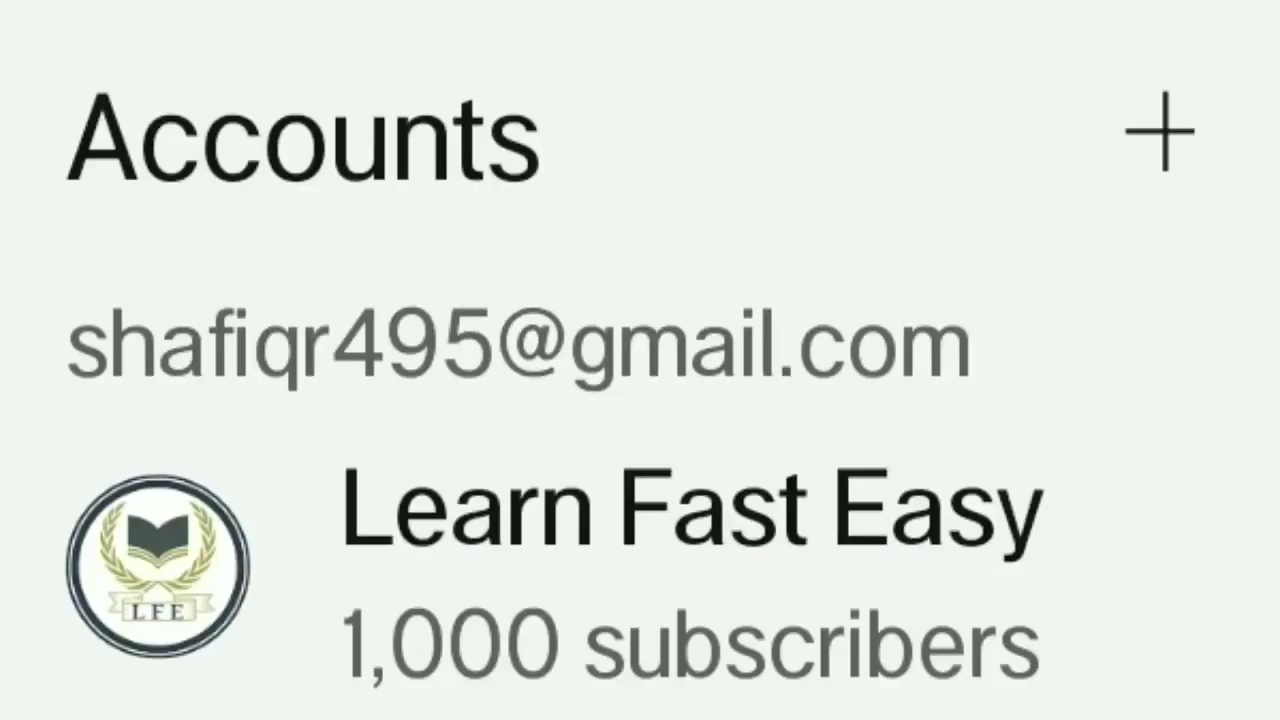 Accounts
shafiqr495@gmail.com
Learn Fast Easy
LFE
1,000 subscribers